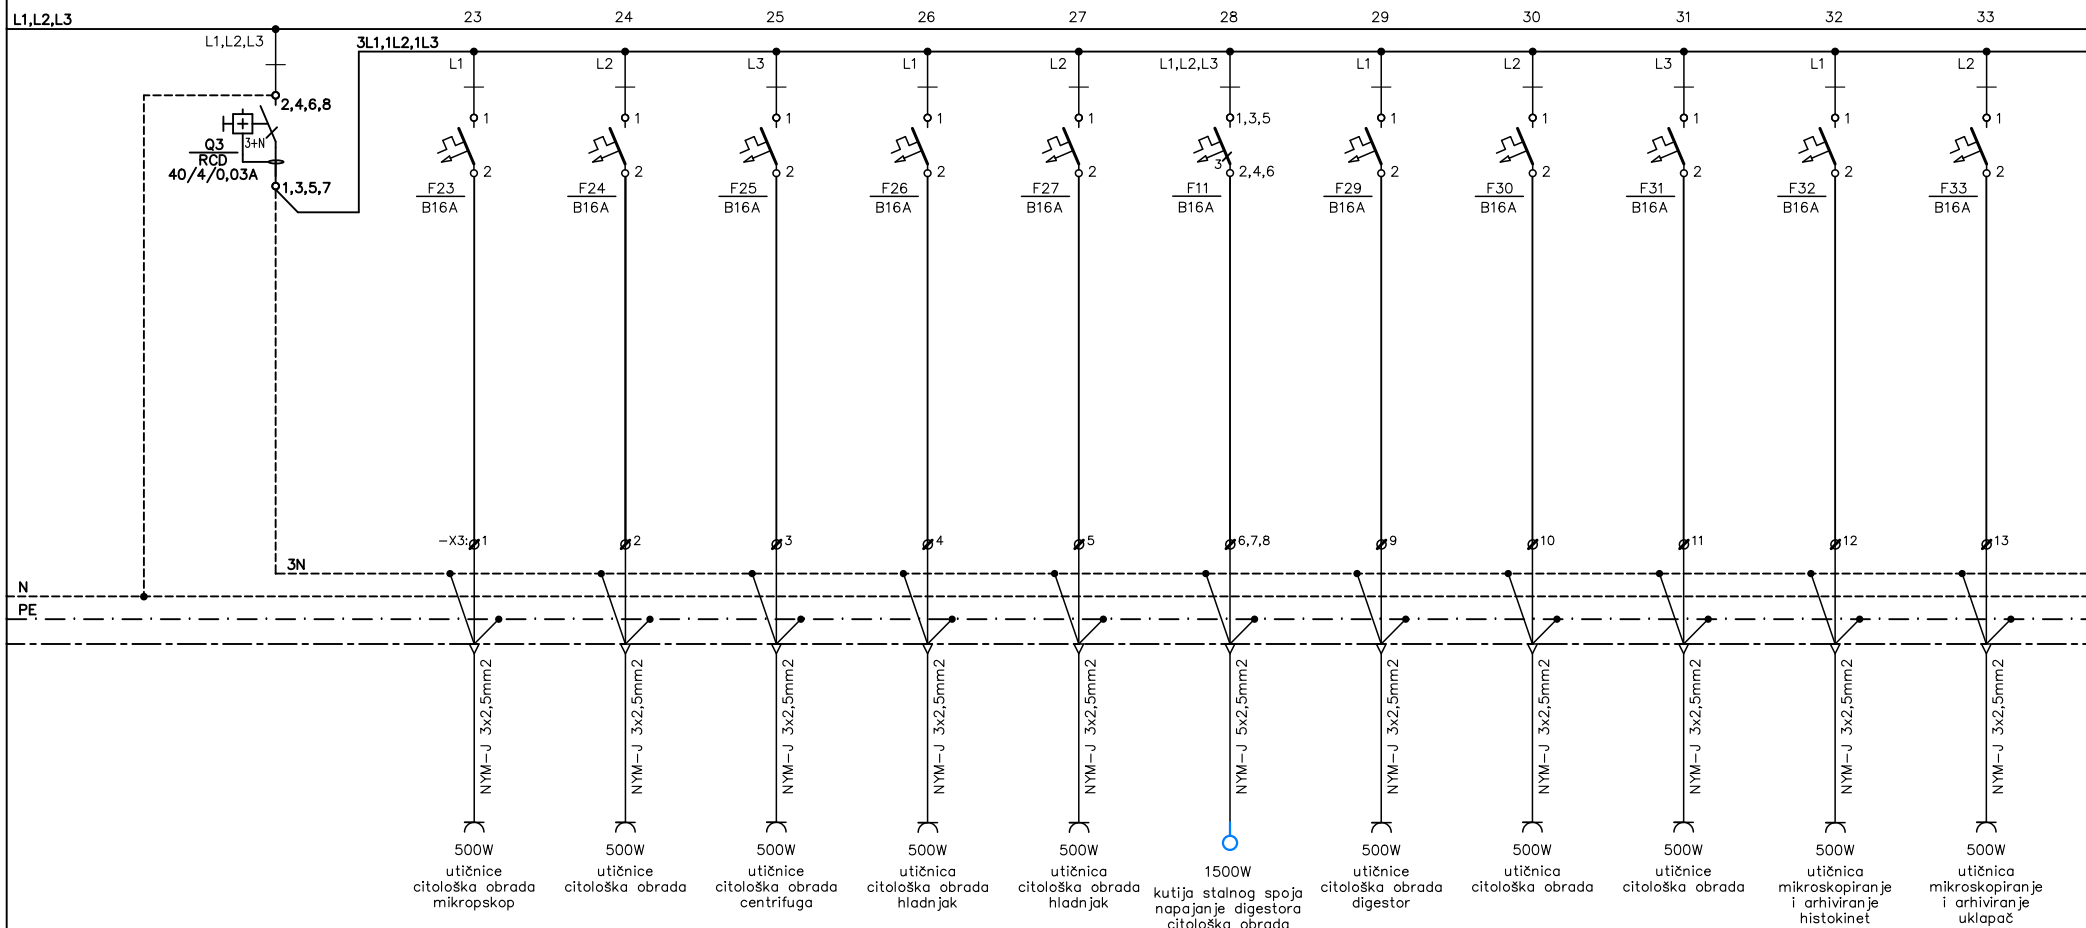 L1,L2,L3
23 24 25 26 27 28 29 30 31 32 33
L1,L2,L3
3L1,1L2,1L3
L1 L2 L3 L1 L2 L1,L2,L3 L1 L2 L3 L1 L2
2,4,6,8
1 1 1 1 1 1,3,5 1 1 1 1 1
3+N
Q3
RCD
40/4/0,03A
1,3,5,7
3
2 2 2 2 2 2,4,6 2 2 2 2 2
F23 F24 F25 F26 F27 F11 F29 F30 F31 F32 F33
B16A B16A B16A B16A B16A B16A B16A B16A B16A B16A B16A
-X3: 1 2 3 4 5 6,7,8 9 10 11 12 13
3N
N
PE
NYM-J 3x2,5mm2
NYM-J 3x2,5mm2
NYM-J 3x2,5mm2
NYM-J 3x2,5mm2
NYM-J 3x2,5mm2
NYM-J 5x2,5mm2
NYM-J 3x2,5mm2
NYM-J 3x2,5mm2
NYM-J 3x2,5mm2
NYM-J 3x2,5mm2
NYM-J 3x2,5mm2
500W
utičnice
citološka obrada
mikropskop
500W
utičnice
citološka obrada
500W
utičnice
citološka obrada
centrifuga
500W
utičnica
citološka obrada
hladnjak
500W
utičnica
citološka obrada
hladnjak
1500W
kutija stalnog spoja
napajanje digestora
citološka obrada
500W
utičnice
citološka obrada
digestor
500W
utičnica
citološka obrada
500W
utičnice
citološka obrada
500W
utičnica
mikroskopiranje
i arhiviranje
histokinet
500W
utičnica
mikroskopiranje
i arhiviranje
uklapač